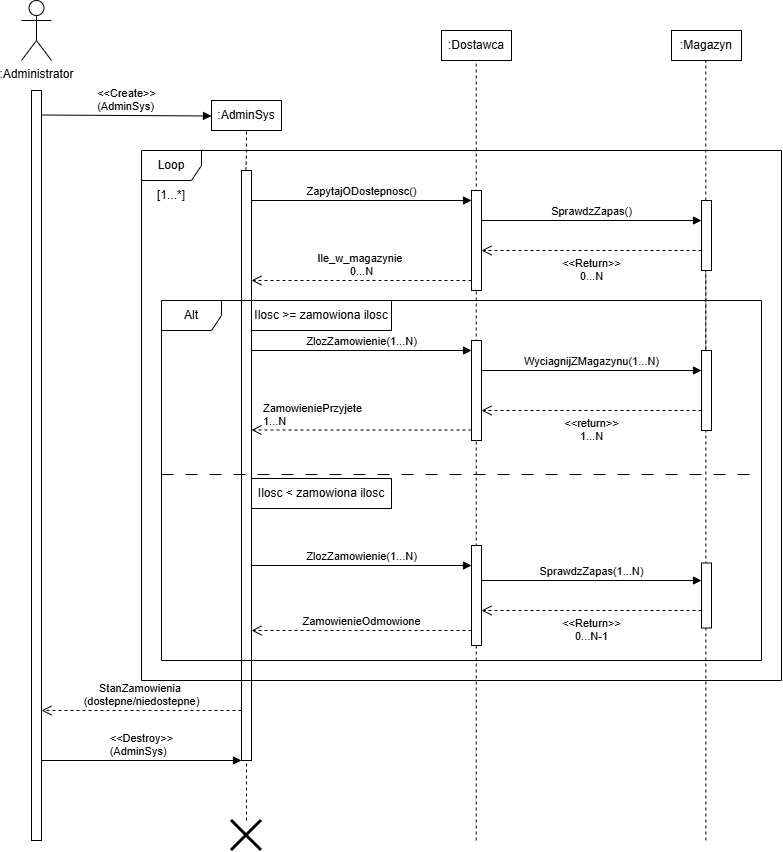 :Administrator
:Dostawca
:Magazyn
<<Create>>
(AdminSys)
:AdminSys
Loop
[1...*]
ZapytajODostepnosc()
SprawdzZapas()
Ile_w_magazynie
0...N
<<Return>>
0...N
Alt
Ilosc >= zamowiona ilosc
ZlozZamowienie(1...N)
WyciagnijZMagazynu(1...N)
ZamowieniePrzyjete
1...N
<<return>>
1...N
Ilosc < zamowiona ilosc
ZlozZamowienie(1...N)
SprawdzZapas(1...N)
ZamowienieOdmowione
<<Return>>
0...N-1
StanZamowienia
(dostepne/niedostepne)
<<Destroy>>
(AdminSys)